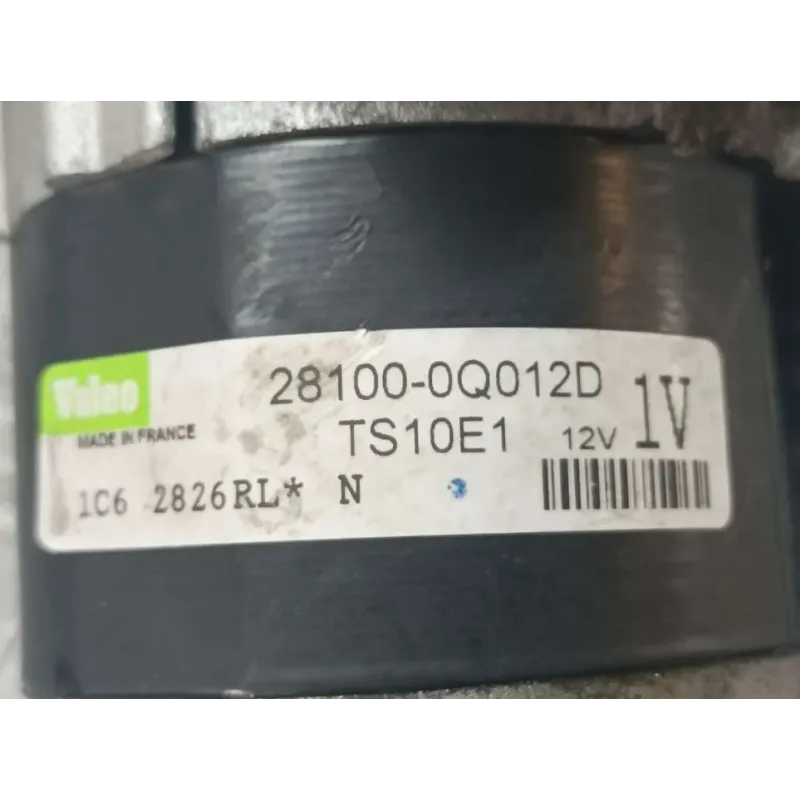 Valeo
MADE IN FRANCE
28100-0Q012D
TS10E1 12V 1V
1C6 2826RL* N